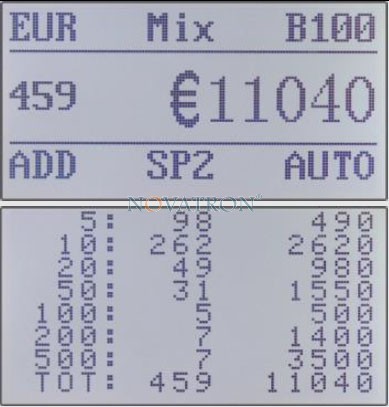 EUR Mix B100
459 €11040
ADD SP2 AUTO
NOVATRON
5: 98 490
10: 262 2620
20: 49 980
50: 31 1550
100: 5 500
200: 7 1400
500: 7 3500
TOT: 459 11040